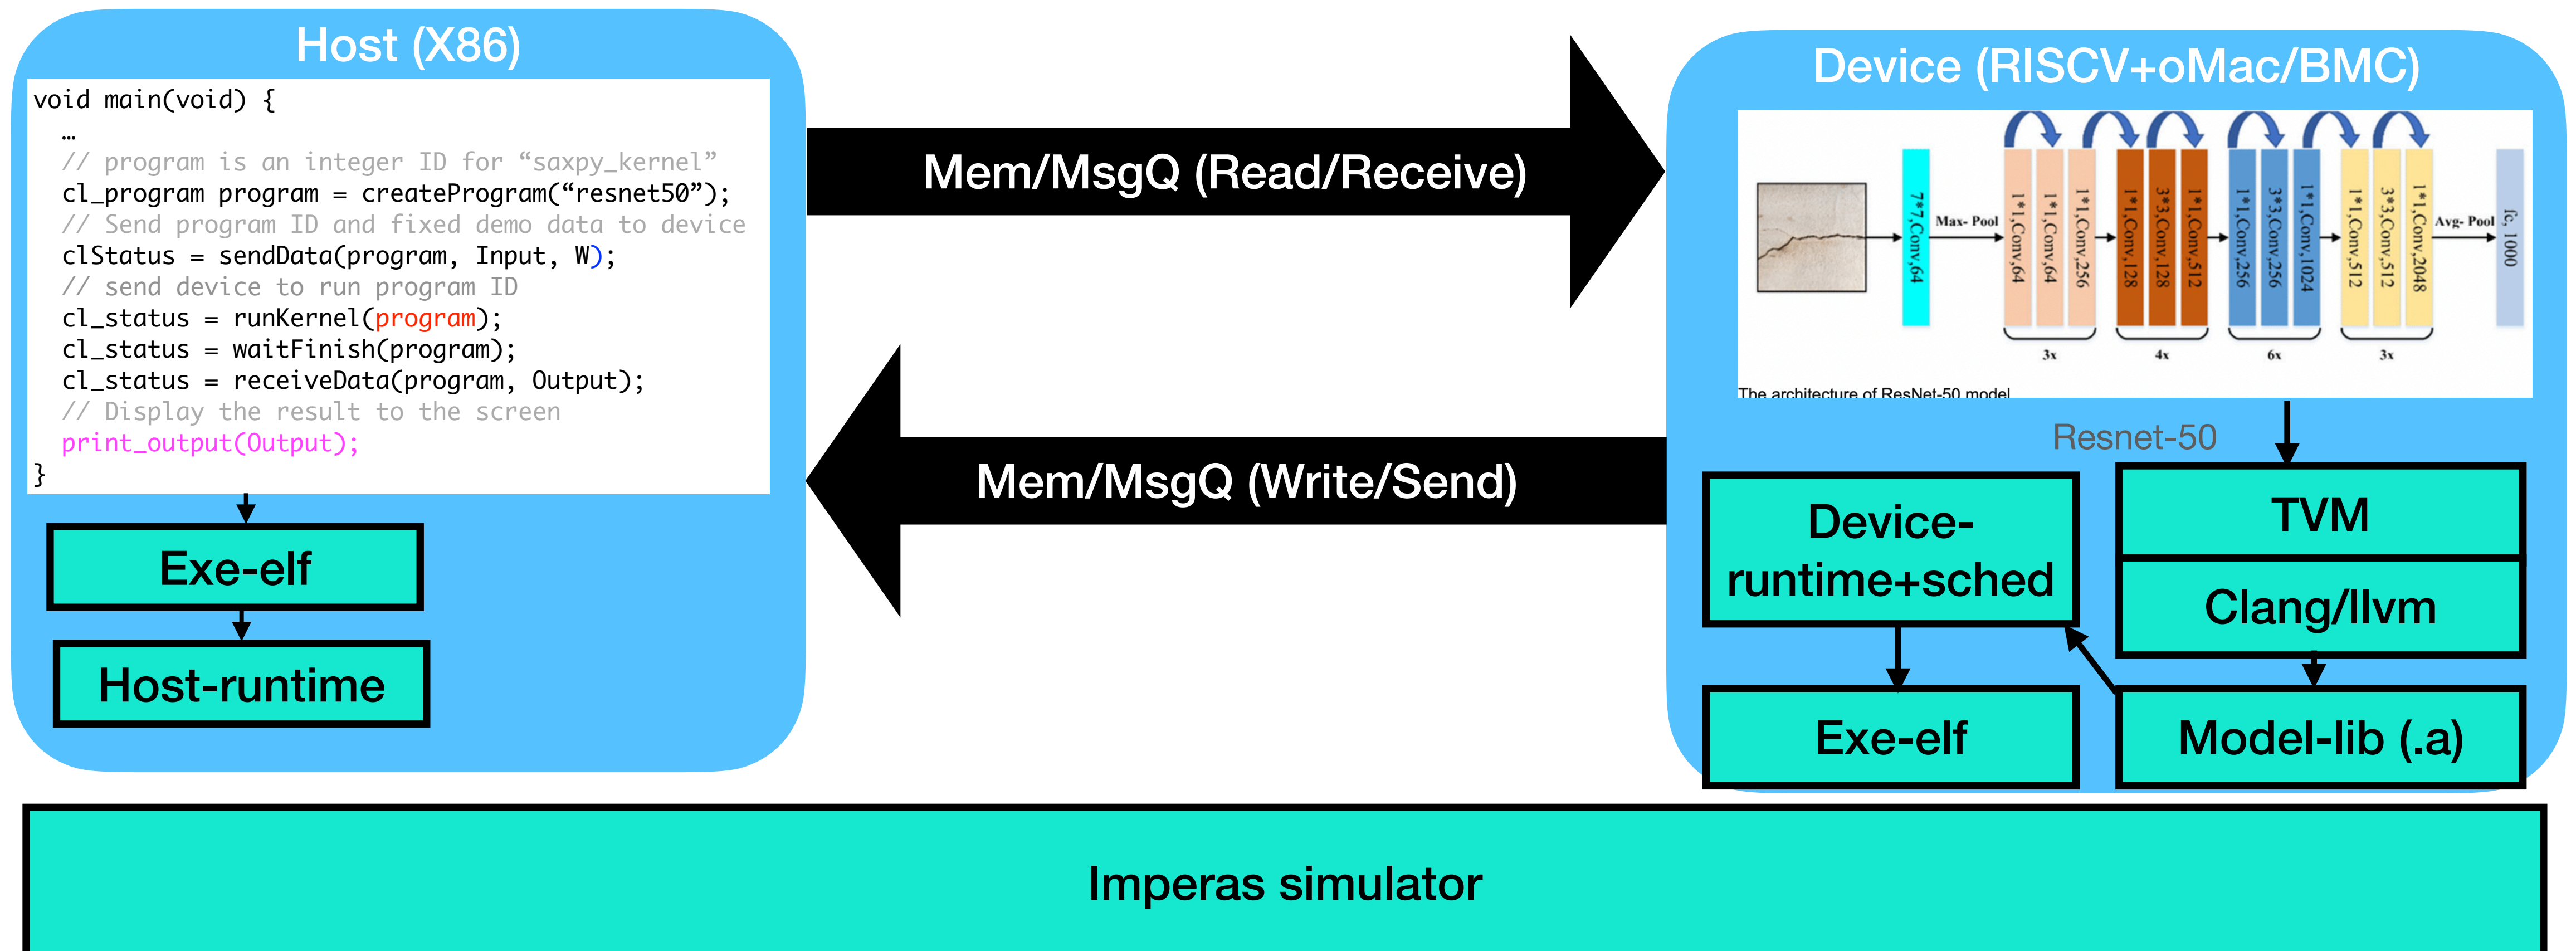 Host (X86)
void main(void) {
…
// program is an integer ID for “saxpy_kernel”
cl_program program = createProgram(“resnet50”);
// Send program ID and fixed demo data to device
clStatus = sendData(program, Input, W);
// send device to run program ID
cl_status = runKernel(program);
cl_status = waitFinish(program);
cl_status = receiveData(program, Output);
// Display the result to the screen
print_output(Output);
}
Exe-elf
Host-runtime
Mem/MsgQ (Read/Receive)
Mem/MsgQ (Write/Send)
Device (RISCV+oMac/BMC)
7*7,Conv,64
Max- Pool
1*1,Conv,64
1*1,Conv,64
1*1,Conv,256
1*1,Conv,128
3*3,Conv,128
1*1,Conv,512
1*1,Conv,256
3*3,Conv,256
1*1,Conv,1024
1*1,Conv,512
3*3,Conv,512
1*1,Conv,2048
Avg- Pool
fc, 1000
3x
4x
6x
3x
The architecture of ResNet-50 model
Resnet-50
Device-
runtime+sched
TVM
Clang/llvm
Exe-elf
Model-lib (.a)
Imperas simulator